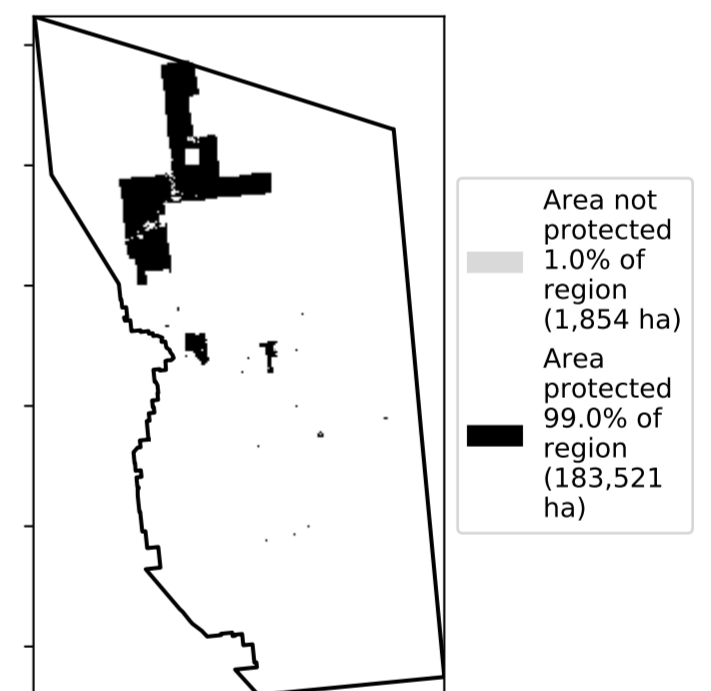 Area not
protected
1.0% of
region
(1,854 ha)
Area
protected
99.0% of
region
(183,521
ha)